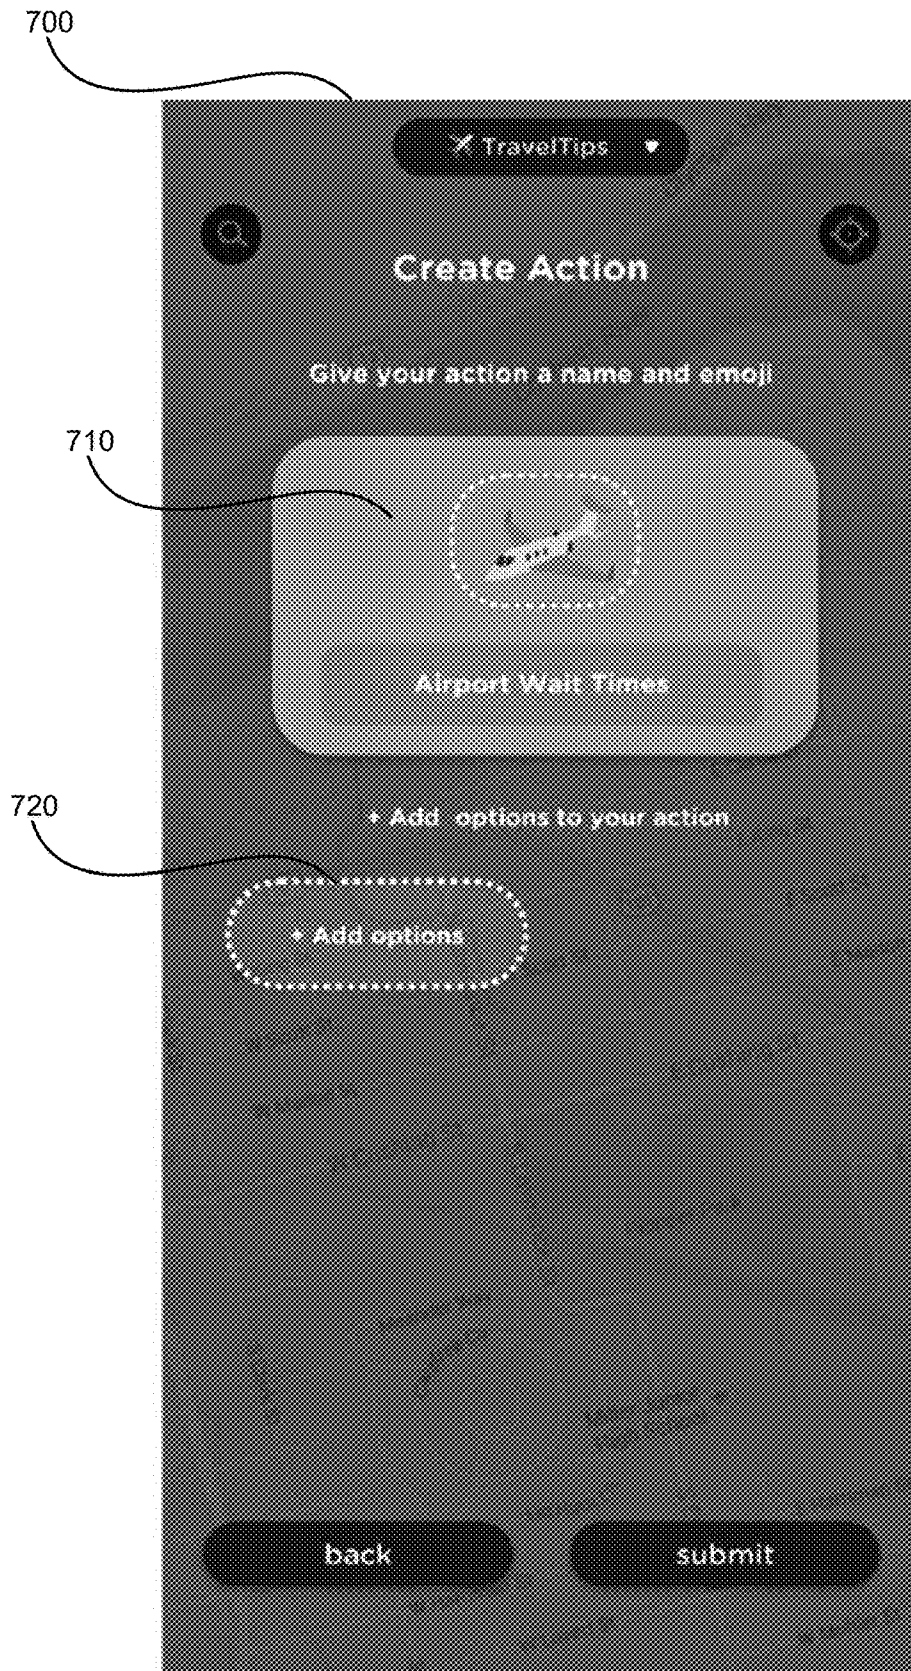 700
TravelTips
Create Action
Give your action a name and emoji
710
Airport Wait Times
720
+ Add options to your action
+ Add options
back
submit